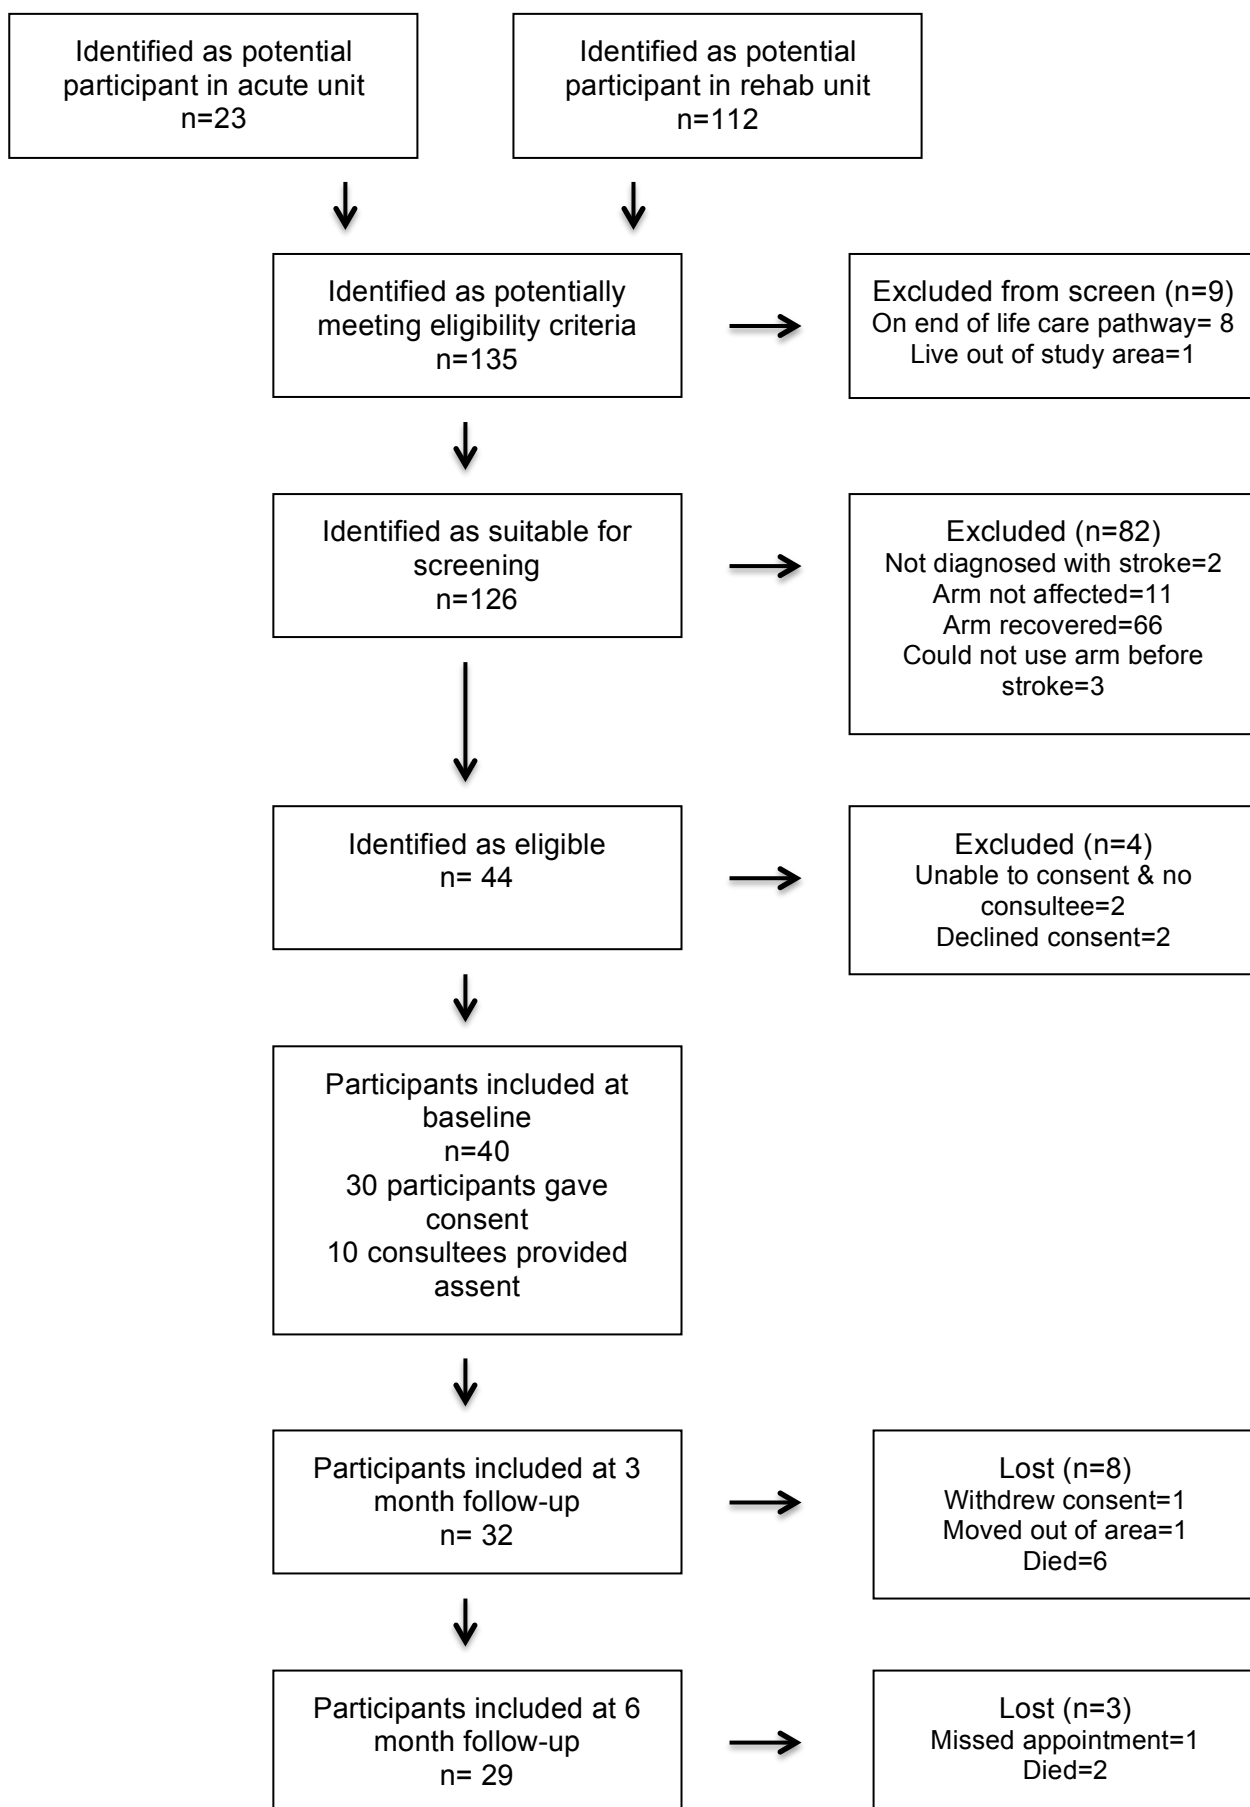 Identified as potential
participant in acute unit
n=23
Identified as potential
participant in rehab unit
n=112
Identified as potentially
meeting eligibility criteria
n=135
Excluded from screen (n=9)
On end of life care pathway= 8
Live out of study area=1
Identified as suitable for
screening
n=126
Excluded (n=82)
Not diagnosed with stroke=2
Arm not affected=11
Arm recovered=66
Could not use arm before
stroke=3
Identified as eligible
n= 44
Excluded (n=4)
Unable to consent & no
consultee=2
Declined consent=2
Participants included at
baseline
n=40
30 participants gave
consent
10 consultees provided
assent
Participants included at 3
month follow-up
n= 32
Lost (n=8)
Withdrew consent=1
Moved out of area=1
Died=6
Participants included at 6
month follow-up
n= 29
Lost (n=3)
Missed appointment=1
Died=2